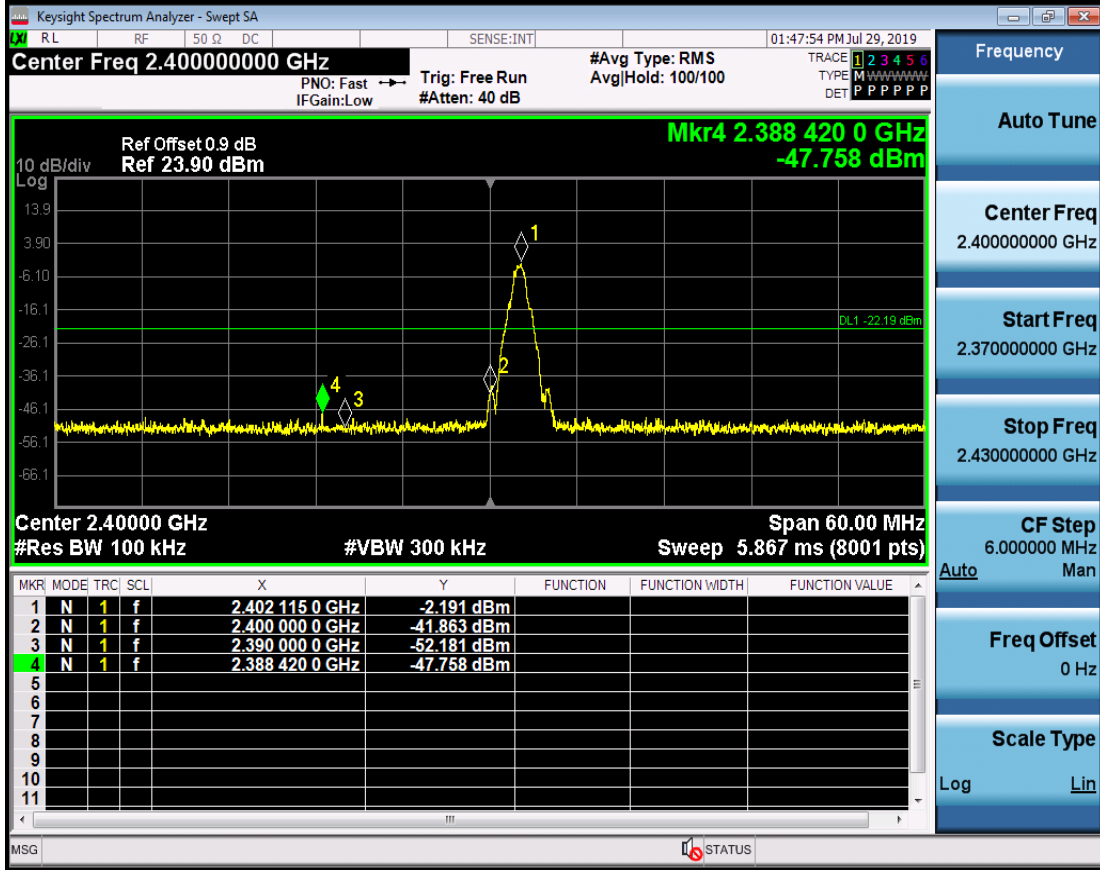 Keysight Spectrum Analyzer - Swept SA
LXI RL RF 50 Ω DC SENSE:INT 01:47:54 PM Jul 29, 2019
Center Freq 2.400000000 GHz
PNO: Fast
IFGain:Low
Trig: Free Run
#Atten: 40 dB
#Avg Type: RMS
Avg|Hold: 100/100
TRACE 1 2 3 4 5 6
TYPE M W W W W W
DET P P P P P P
Mkr4 2.388 420 0 GHz
-47.758 dBm
Ref Offset 0.9 dB
10 dB/div Ref 23.90 dBm
Log
13.9
3.90
-6.10
-16.1
-26.1
-36.1
-46.1
-56.1
-66.1
1
2
3
4
DL1 -22.19 dBm
Center 2.40000 GHz Span 60.00 MHz
#Res BW 100 kHz #VBW 300 kHz Sweep 5.867 ms (8001 pts)
MKR MODE TRC SCL X Y FUNCTION FUNCTION WIDTH FUNCTION VALUE
1 N 1 f 2.402 115 0 GHz -2.191 dBm
2 N 1 f 2.400 000 0 GHz -41.863 dBm
3 N 1 f 2.390 000 0 GHz -52.181 dBm
4 N 1 f 2.388 420 0 GHz -47.758 dBm
5
6
7
8
9
10
11
MSG STATUS
Frequency
Auto Tune
Center Freq
2.400000000 GHz
Start Freq
2.370000000 GHz
Stop Freq
2.430000000 GHz
CF Step
6.000000 MHz
Auto Man
Freq Offset
0 Hz
Scale Type
Log Lin